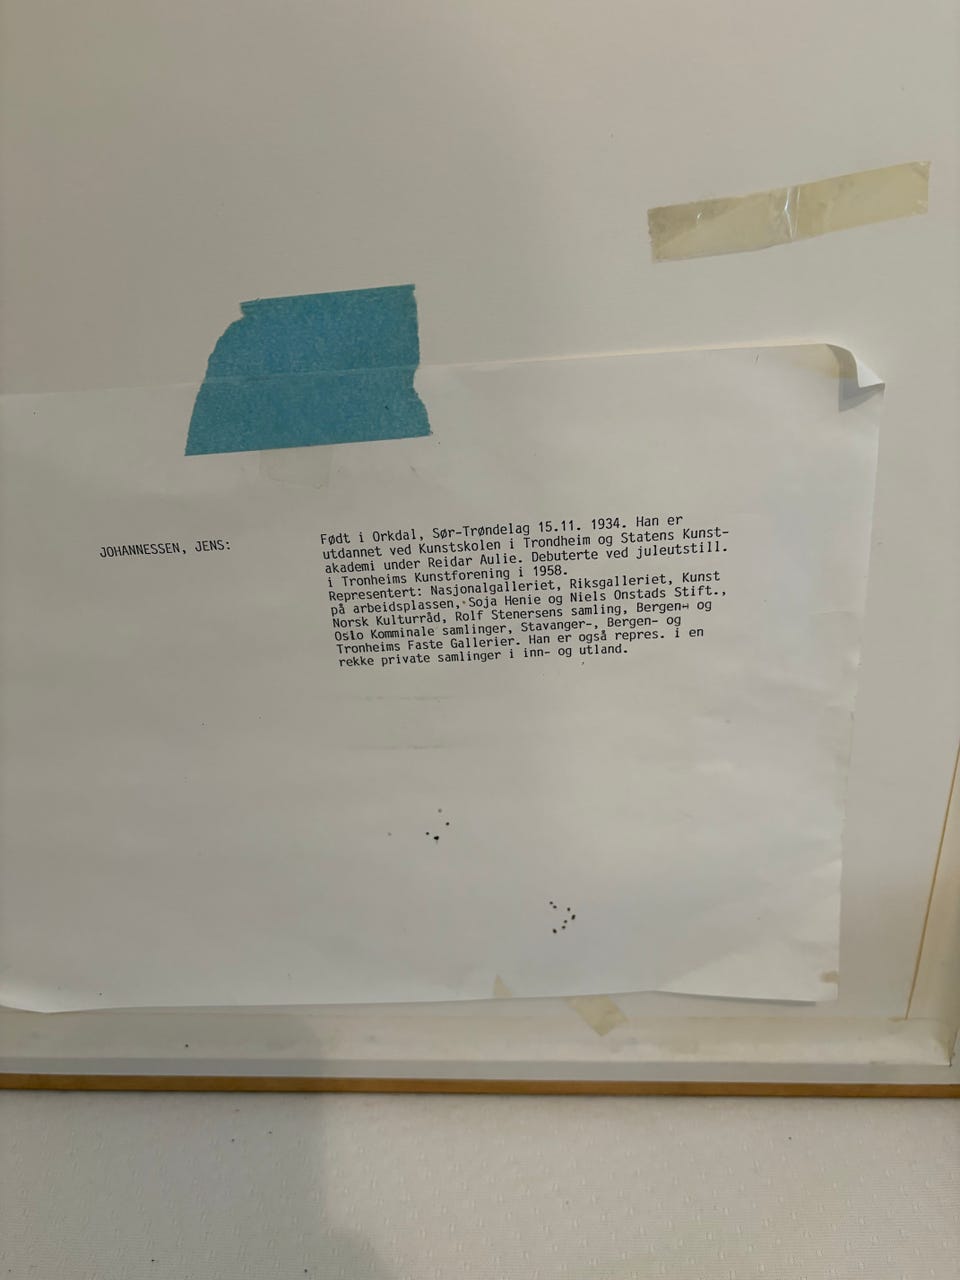 JOHANNESSEN, JENS:
Født i Orkdal, Sør-Trøndelag 15.11. 1934. Han er
utdannet ved Kunstskolen i Trondheim og Statens Kunst-
akademi under Reidar Aulie. Debuterte ved juleutstill.
i Tronheims Kunstforening i 1958.
Representert: Nasjonalgalleriet, Riksgalleriet, Kunst
på arbeidsplassen, Soja Henie og Niels Onstads Stift.,
Norsk Kulturråd, Rolf Stenersens samling, Bergen- og
Oslo Komminale samlinger, Stavanger-, Bergen- og
Tronheims Faste Gallerier. Han er også repres. i en
rekke private samlinger i inn- og utland.